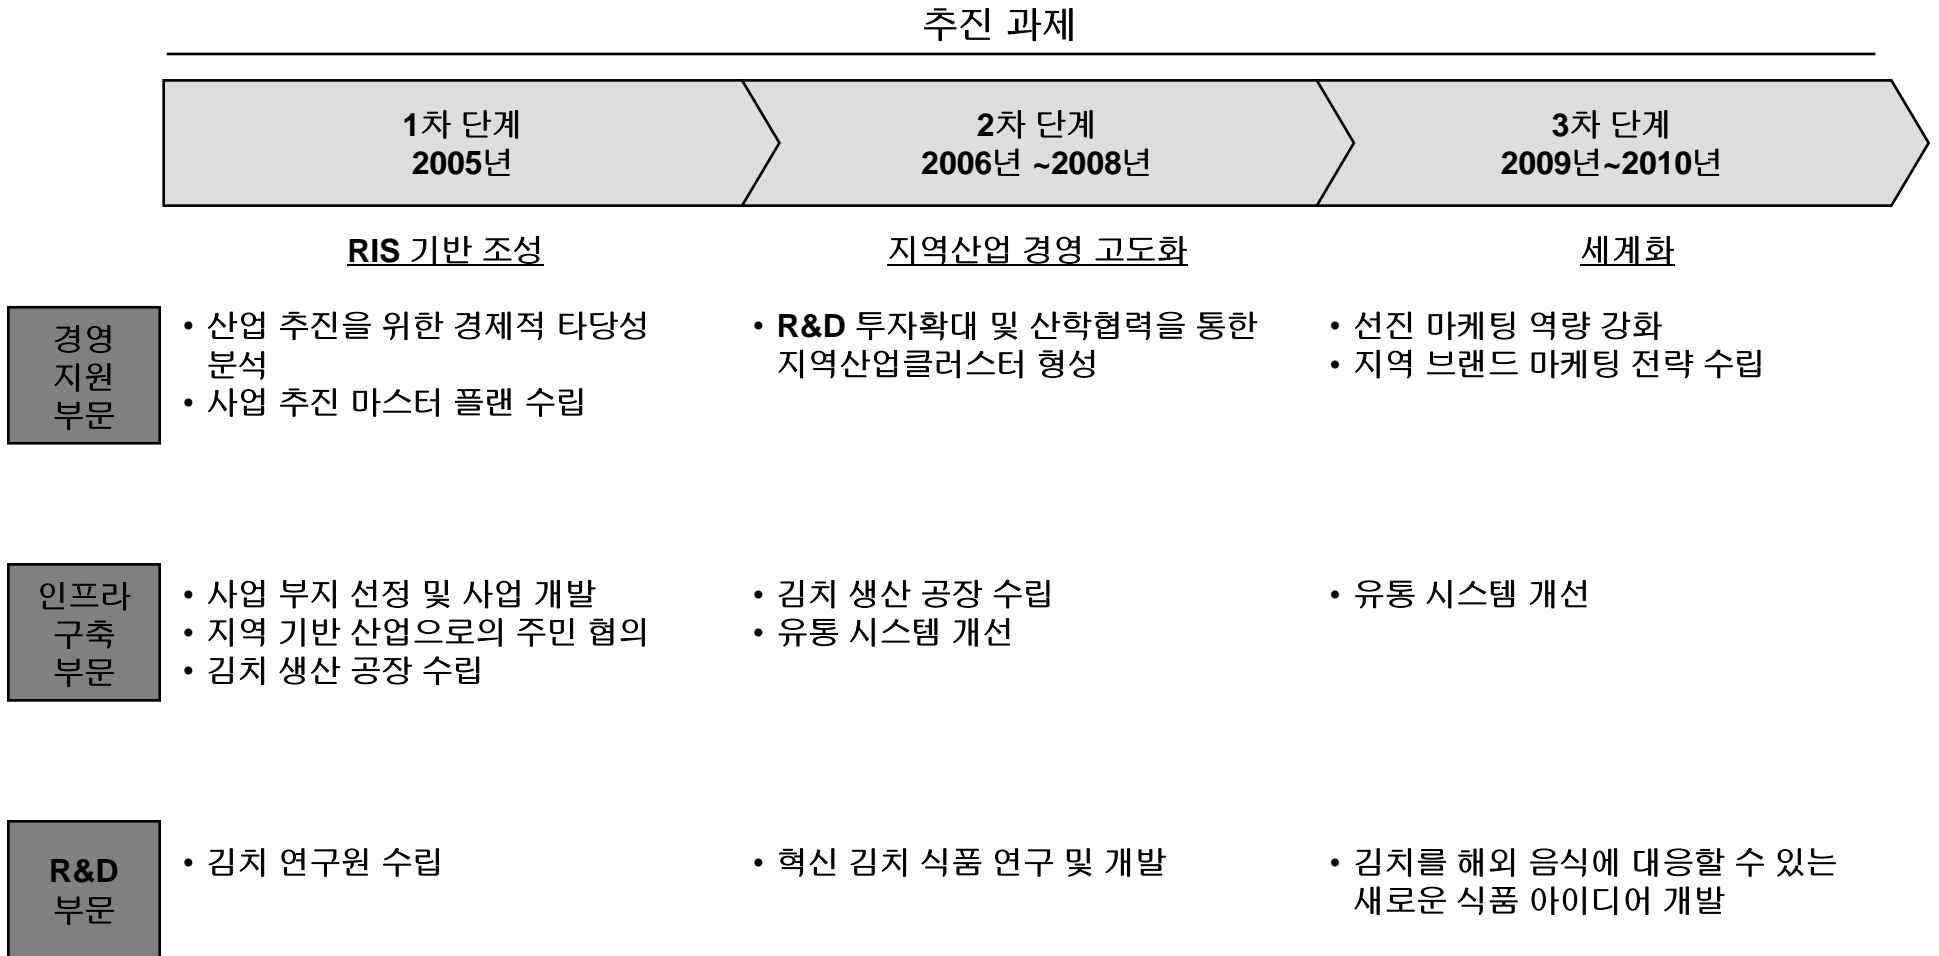 추진 과제
1차 단계
2005년
2차 단계
2006년 ~2008년
3차 단계
2009년~2010년
RIS 기반 조성
지역산업 경영 고도화
세계화
경영
지원
부문
• 산업 추진을 위한 경제적 타당성
분석
• 사업 추진 마스터 플랜 수립
• R&D 투자확대 및 산학협력을 통한
지역산업클러스터 형성
• 선진 마케팅 역량 강화
• 지역 브랜드 마케팅 전략 수립
인프라
구축
부문
• 사업 부지 선정 및 사업 개발
• 지역 기반 산업으로의 주민 협의
• 김치 생산 공장 수립
• 김치 생산 공장 수립
• 유통 시스템 개선
• 유통 시스템 개선
R&D
부문
• 김치 연구원 수립
• 혁신 김치 식품 연구 및 개발
• 김치를 해외 음식에 대응할 수 있는
새로운 식품 아이디어 개발